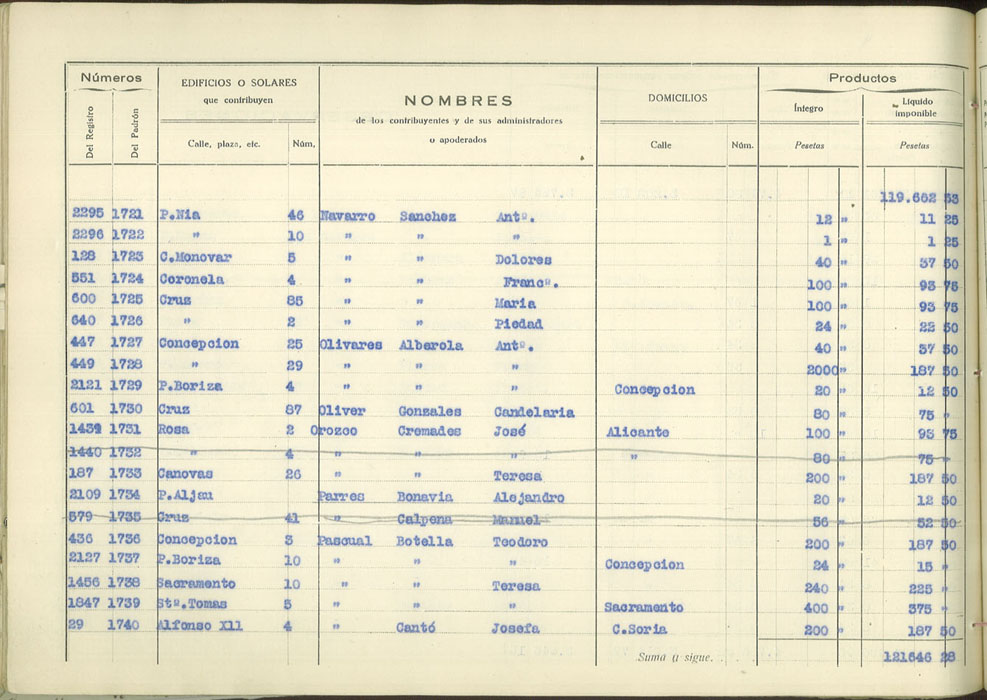 Números EDIFICIOS O SOLARES que contribuyen NOMBRES de los contribuyentes y de sus administradores o apoderados DOMICILIOS Productos
Del Registro Del Padrón Calle, plaza, etc. Núm. Calle Núm. Íntegro Pesetas Líquido imponible Pesetas
119.662 53
2295 1721 P.Nia 46 Navarro Sanchez Antº. 12 " 11 25
2296 1722 " 10 " " " 1 " 1 25
128 1723 C.Monovar 5 " " Dolores 40 " 37 50
551 1724 Coronela 4 " " Francº. 100 " 93 75
600 1725 Cruz 85 " " Maria 100 " 93 75
640 1726 " 2 " " Piedad 24 " 22 50
447 1727 Concepcion 25 Olivares Alberola Antº. 40 " 37 50
449 1728 " 29 " " " 2000 " 187 50
2121 1729 P.Boriza 4 " " " Concepcion 20 " 12 50
601 1730 Cruz 87 Oliver Gonzales Candelaria 80 " 75 "
1439 1731 Rosa 2 Orozco Cremades José Alicante 100 " 93 75
1440 1732 " 4 " " " " 80 " 75 "
187 1733 Canovas 26 " " Teresa 200 " 187 50
2109 1734 P.Aljau Parres Bonavia Alejandro 20 " 12 50
579 1735 Cruz 41 " Calpena Manuel 56 " 52 50
436 1736 Concepcion 3 Pascual Botella Teodoro 200 " 187 50
2127 1737 P.Boriza 10 " " " Concepcion 24 " 15 "
1456 1738 Sacramento 10 " " Teresa 240 " 225 "
1847 1739 Stº.Tomas 5 " " " Sacramento 400 " 375 "
29 1740 Alfonso Xll 4 " Cantó Josefa C.Soria 200 " 187 50
Suma y sigue. 121646 28